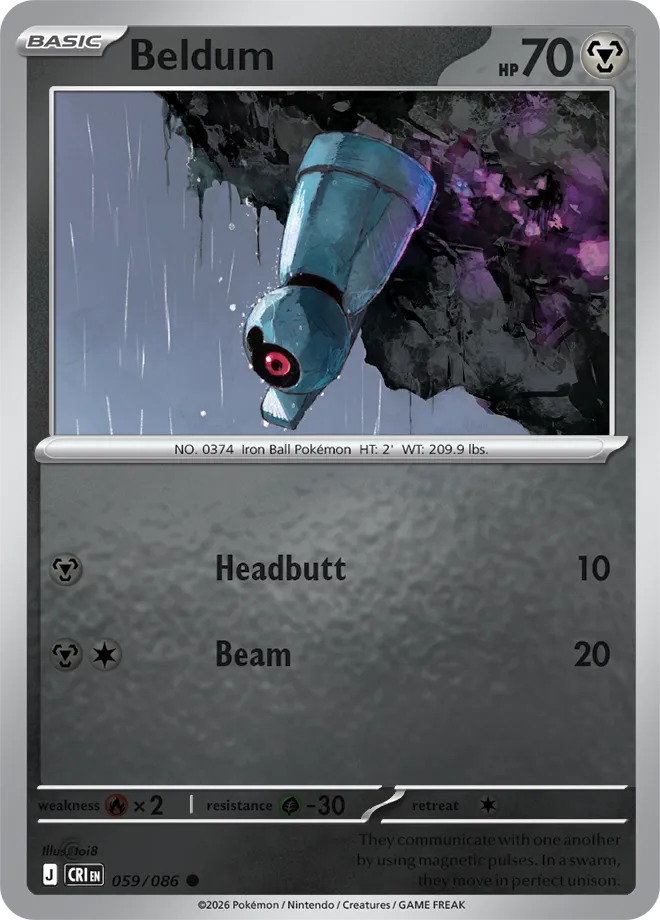 BASIC Beldum HP 70
NO. 0374 Iron Ball Pokémon HT: 2' WT: 209.9 lbs.
Headbutt 10
Beam 20
weakness ×2 resistance -30 retreat
Illus. toi8
They communicate with one another
by using magnetic pulses. In a swarm,
they move in perfect unison.
J CRI EN 059/086
©2026 Pokémon / Nintendo / Creatures / GAME FREAK